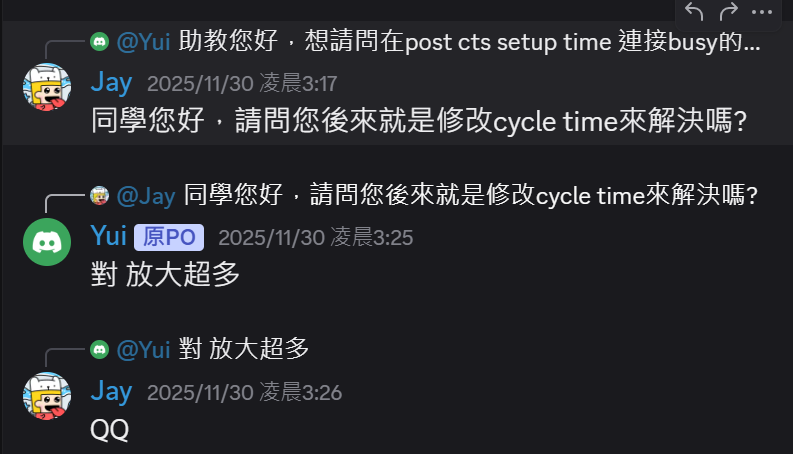 @Yui 助教您好，想請問在post cts setup time 連接busy的...
Jay 2025/11/30 凌晨3:17
同學您好，請問您後來就是修改cycle time來解決嗎?
@Jay 同學您好，請問您後來就是修改cycle time來解決嗎?
Yui 原PO 2025/11/30 凌晨3:25
對 放大超多
@Yui 對 放大超多
Jay 2025/11/30 凌晨3:26
QQ